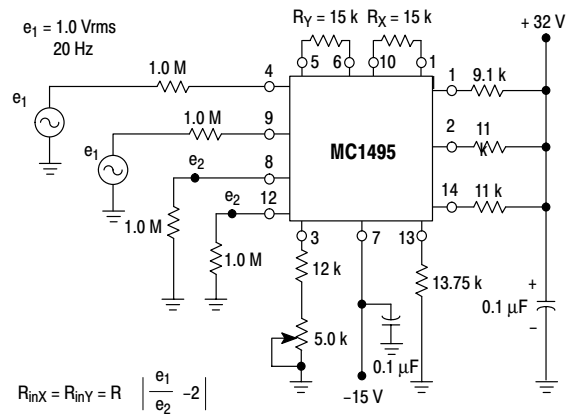 e1 = 1.0 Vrms
20 Hz
RY = 15 k
RX = 15 k
+ 32 V
1.0 M
4
5
6
10
1
1
9.1 k
e1
1.0 M
9
2
11 k
MC1495
e1
e2
8
e2
12
14
11 k
1.0 M
3
7
13
1.0 M
12 k
13.75 k
5.0 k
0.1 µF
+
0.1 µF
–
–15 V
RinX = RinY = R | e1/e2 –2 |